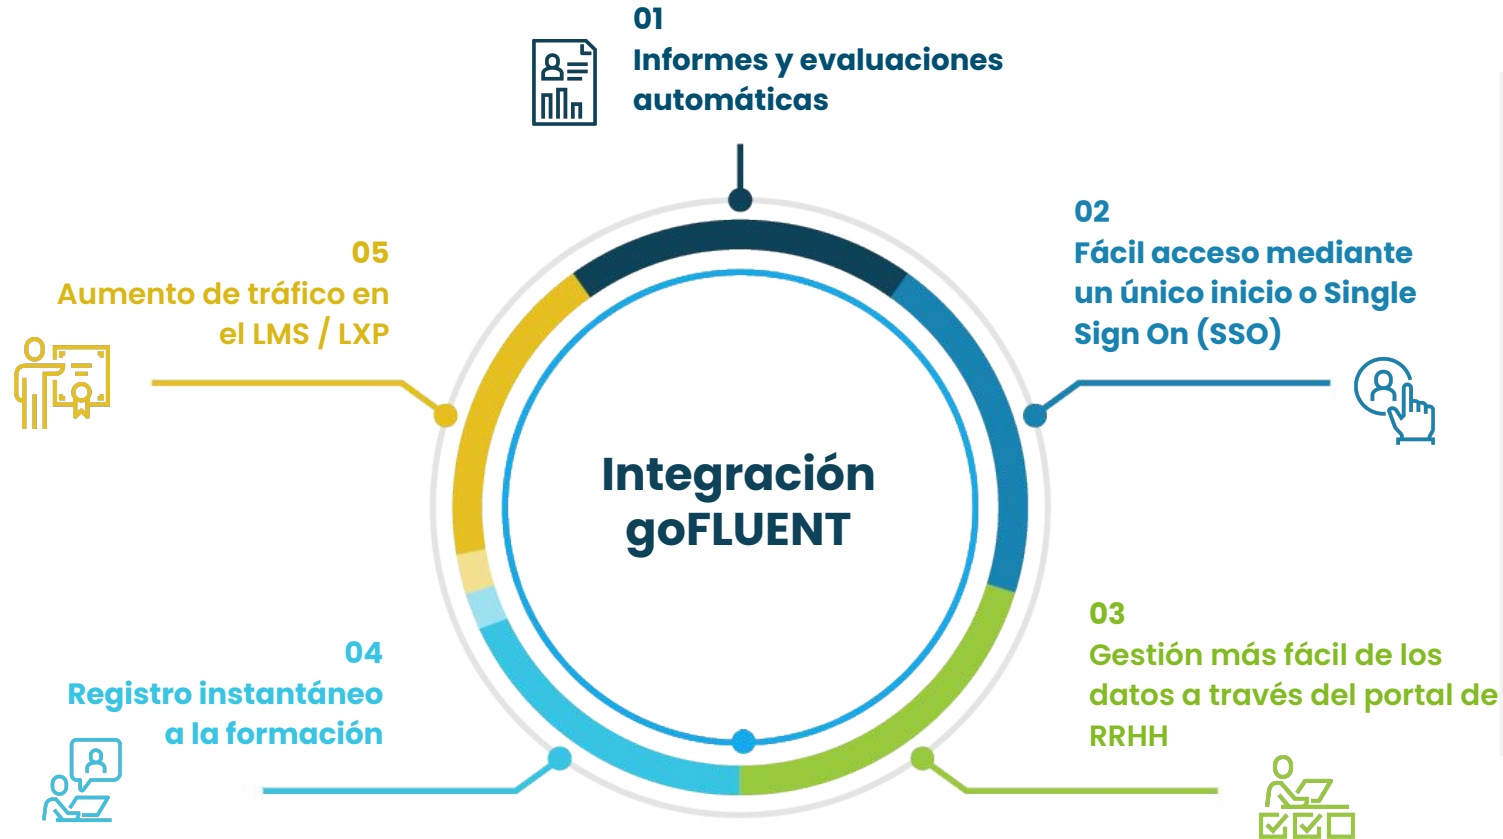 01
Informes y evaluaciones
automáticas
02
Fácil acceso mediante
un único inicio o Single
Sign On (SSO)
03
Gestión más fácil de los
datos a través del portal de
RRHH
04
Registro instantáneo
a la formación
05
Aumento de tráfico en
el LMS / LXP
Integración
goFLUENT